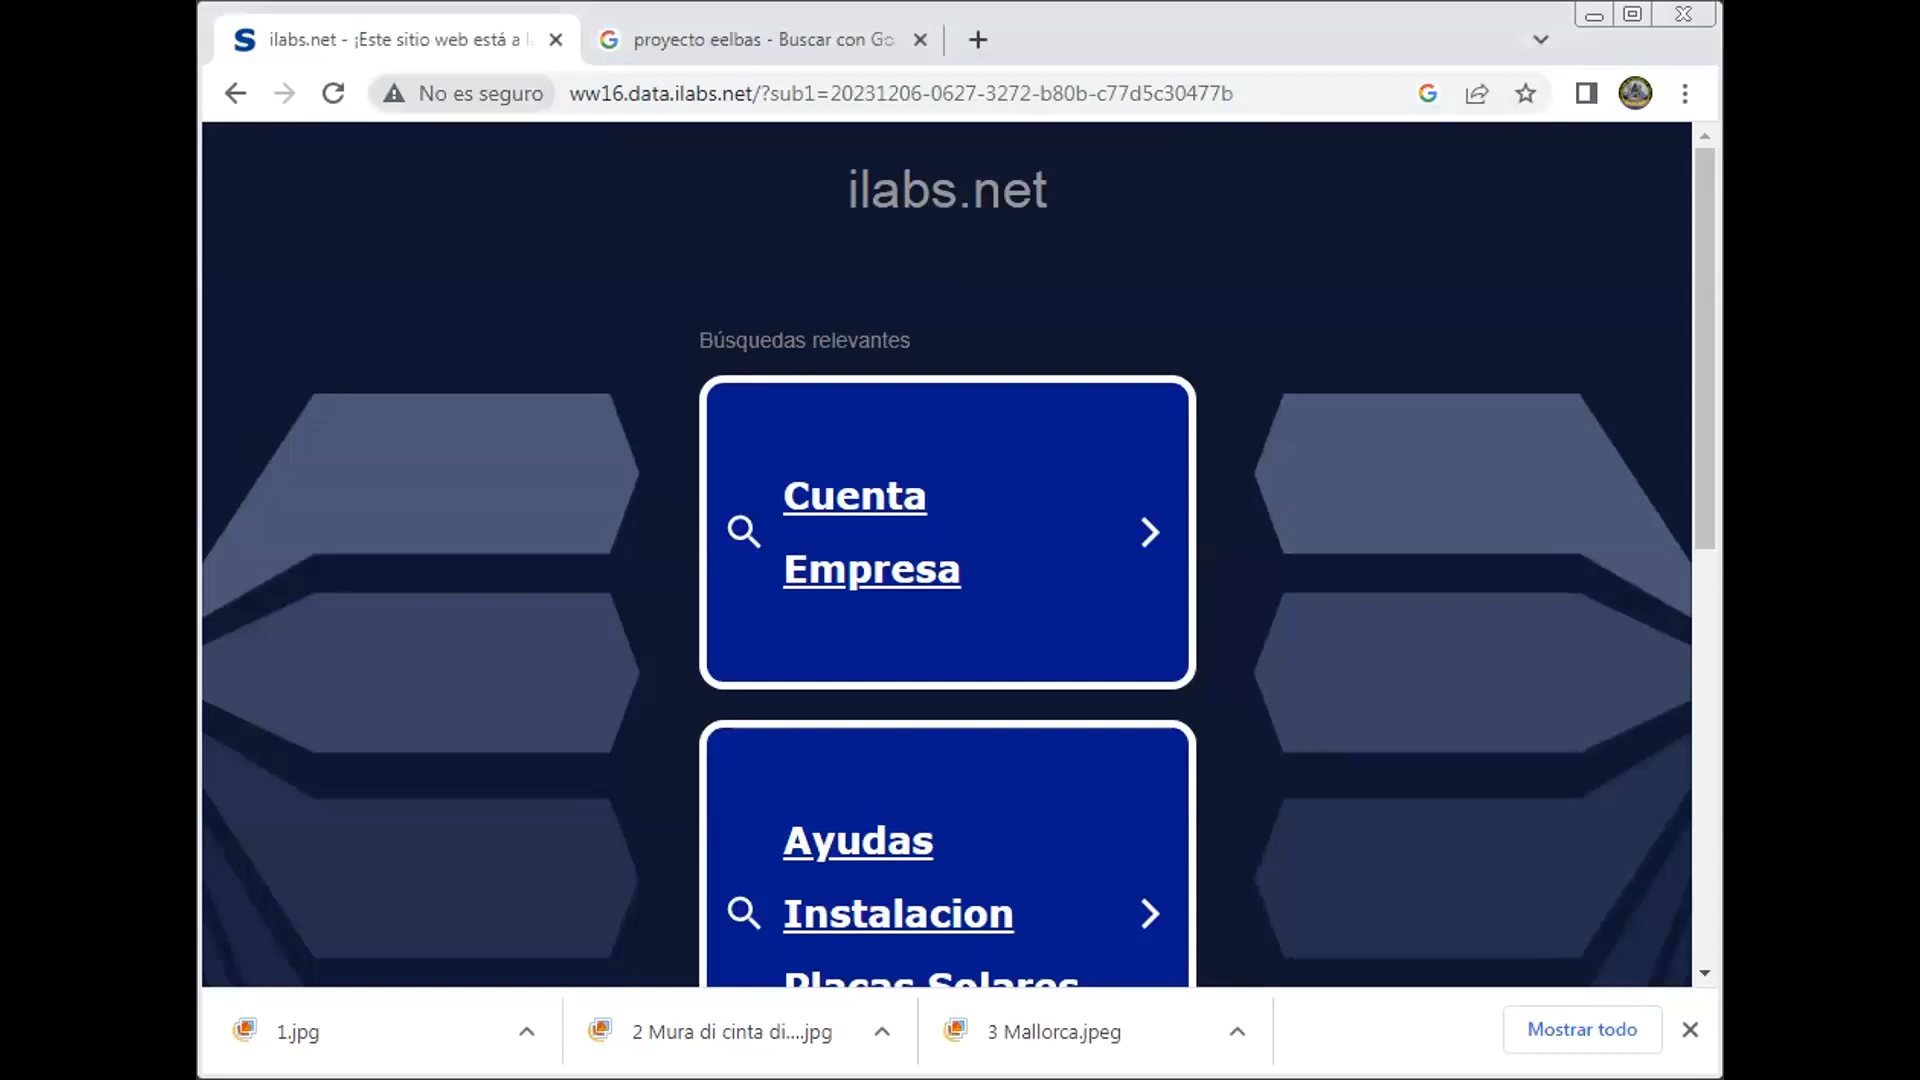 ilabs.net - ¡Este sitio web está a l
proyecto eelbas - Buscar con Go
No es seguro
ww16.data.ilabs.net/?sub1=20231206-0627-3272-b80b-c77d5c30477b
ilabs.net
Búsquedas relevantes
Cuenta
Empresa
Ayudas
Instalacion
Placas Solares
1.jpg
2 Mura di cinta di....jpg
3 Mallorca.jpeg
Mostrar todo